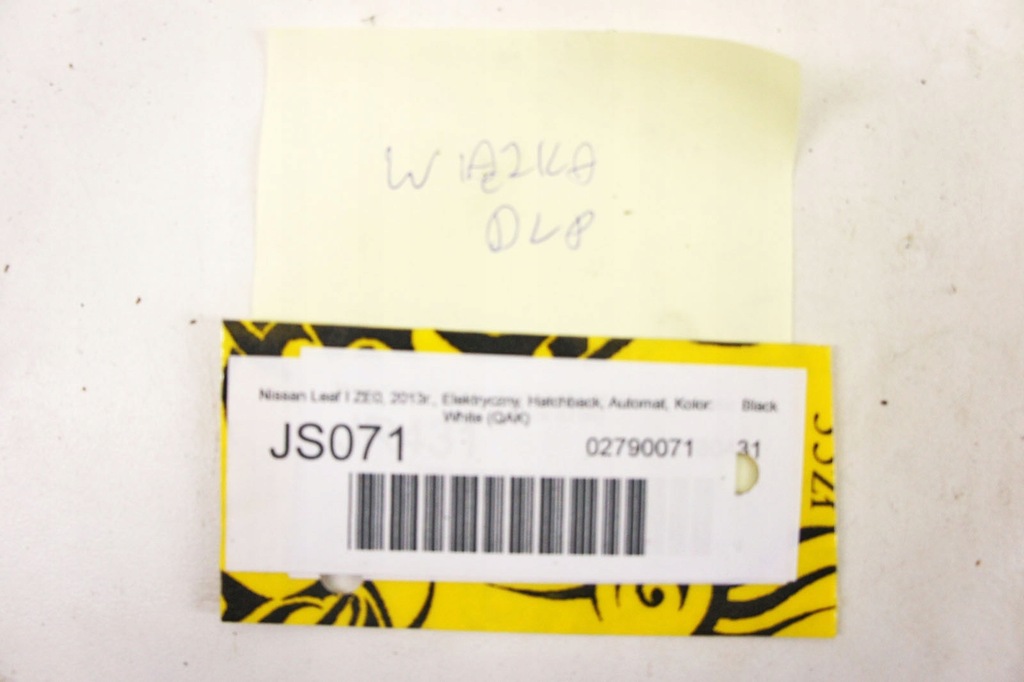 WIĄZKA
DLP
Nissan Leaf I ZE0, 2013r., Elektryczny, Hatchback, Automat, Kolor: Black
White (QAK)
JS071 02790071 31